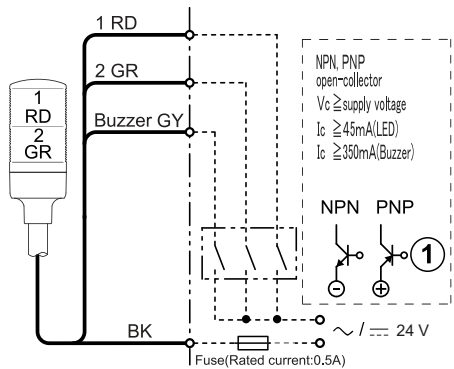 1 RD
2 GR
Buzzer GY
1
RD
2
GR
BK
Fuse(Rated current:0.5A)
~ / ⎓ 24 V
NPN, PNP
open-collector
Vc ≧supply voltage
Ic ≧45mA(LED)
Ic ≧350mA(Buzzer)
NPN PNP
1